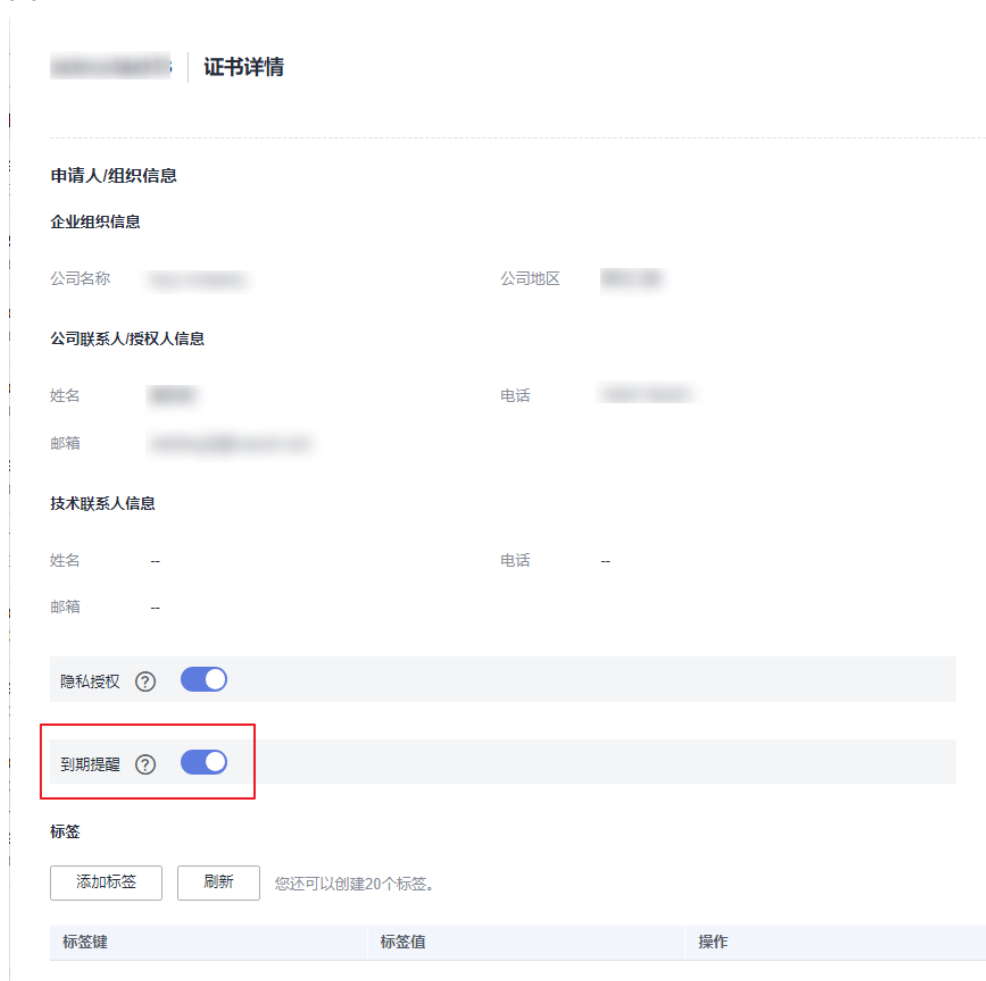 证书详情
申请人/组织信息
企业组织信息
公司名称 公司地区
公司联系人/授权人信息
姓名 电话
邮箱
技术联系人信息
姓名 -- 电话 --
邮箱 --
隐私授权 ?
到期提醒 ?
标签
添加标签 刷新 您还可以创建20个标签。
标签键 标签值 操作